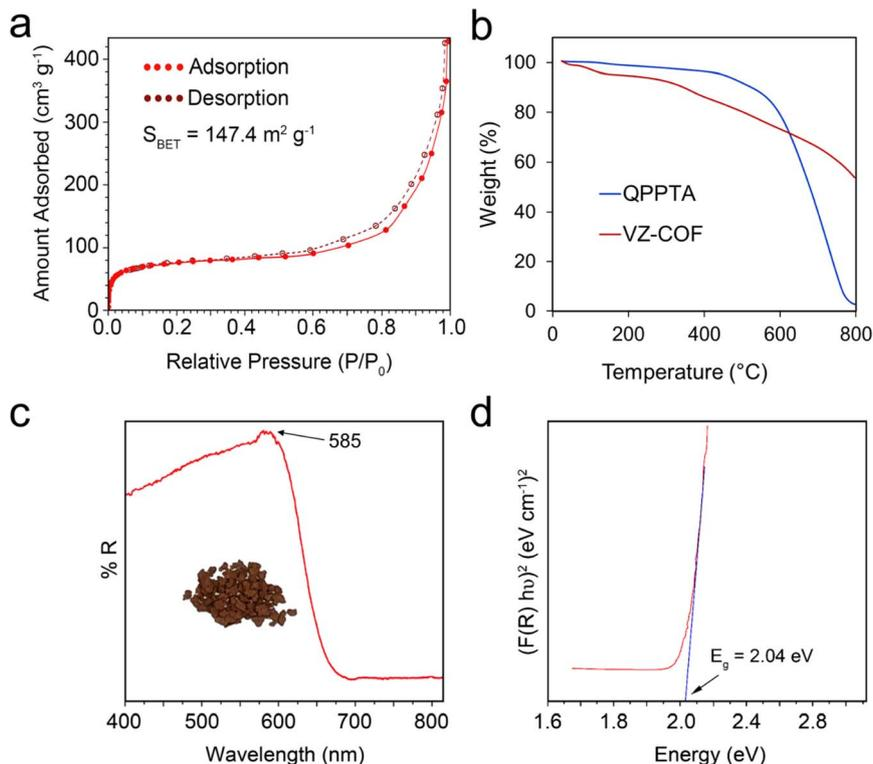 a
400
300
200
100
0
Amount Adsorbed (cm³ g⁻¹)
Adsorption
Desorption
S_BET = 147.4 m² g⁻¹
0.0 0.2 0.4 0.6 0.8 1.0
Relative Pressure (P/P₀)
b
100
80
60
40
20
0
Weight (%)
QPPTA
VZ-COF
0 200 400 600 800
Temperature (°C)
c
% R
585
400 500 600 700 800
Wavelength (nm)
d
(F(R) hυ)² (eV cm⁻¹)²
E_g = 2.04 eV
1.6 1.8 2.0 2.4 2.8
Energy (eV)